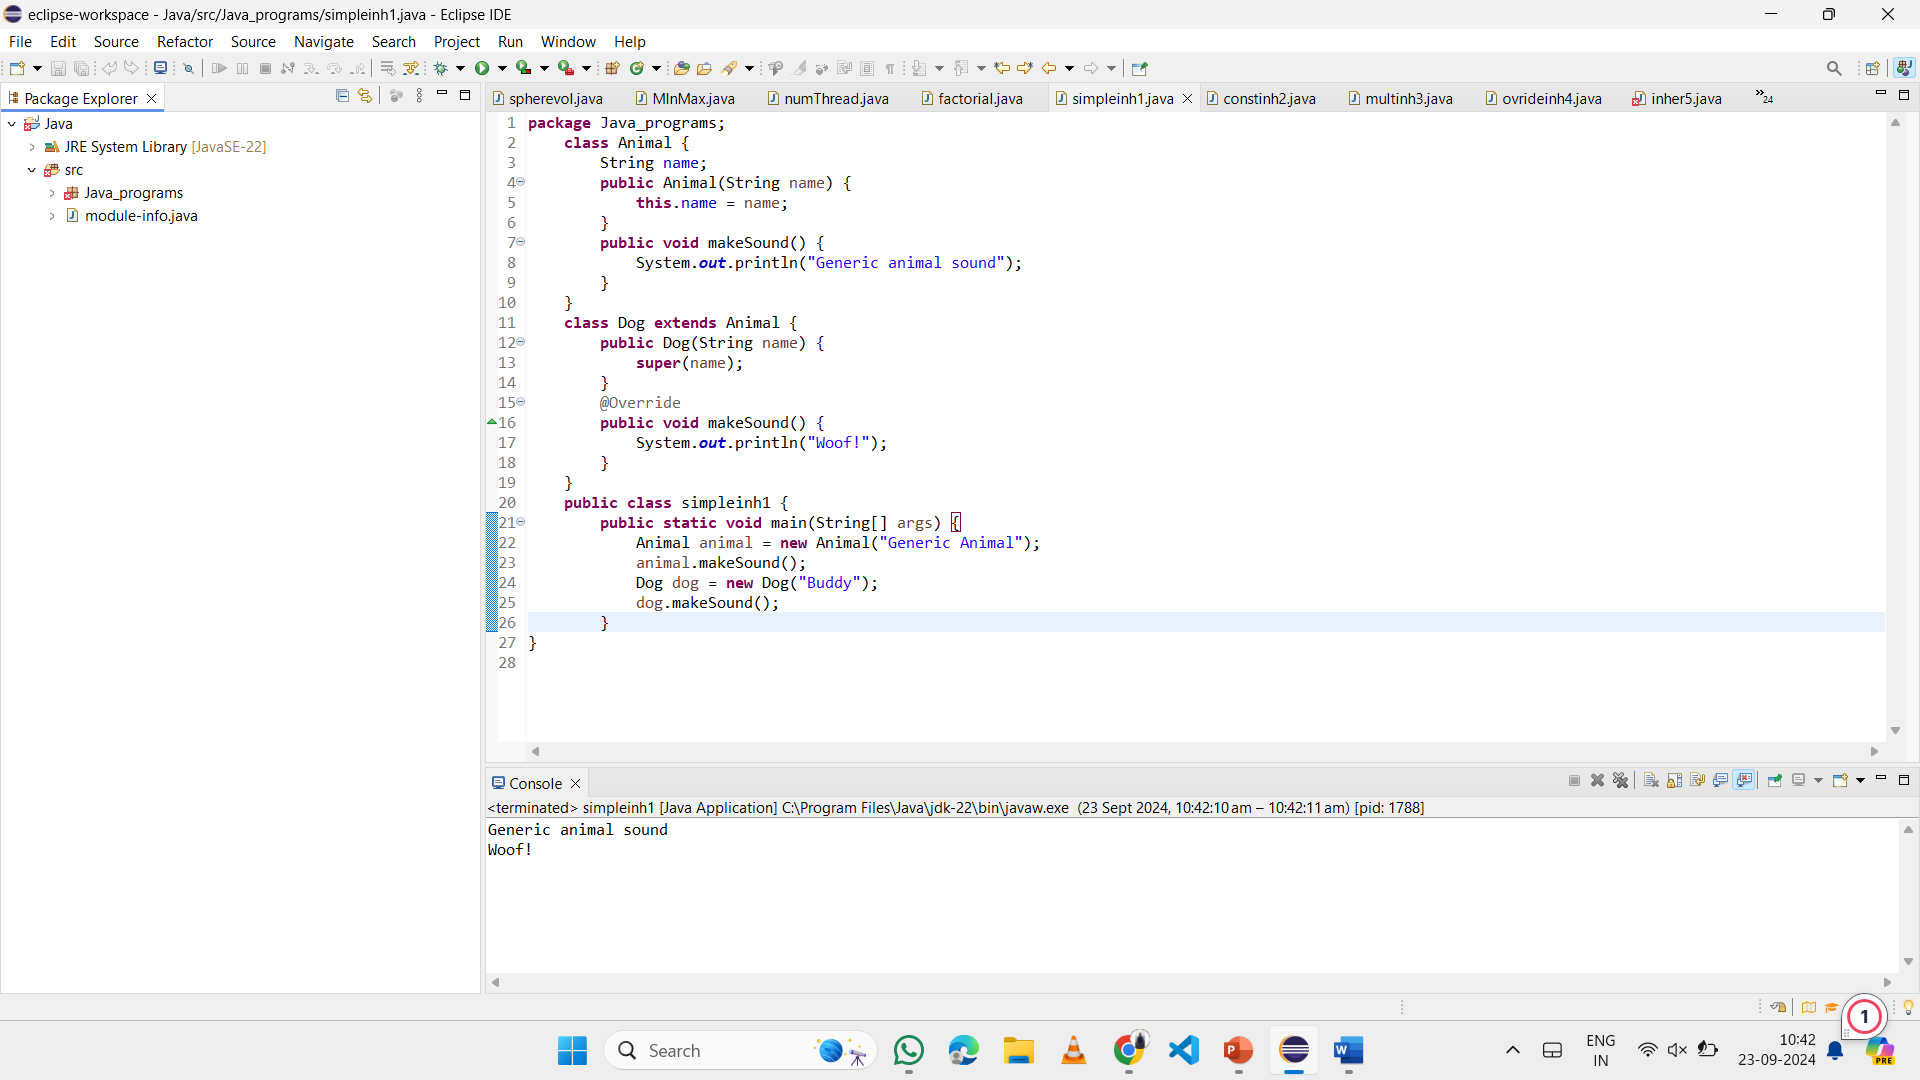 eclipse-workspace - Java/src/Java_programs/simpleinh1.java - Eclipse IDE
File Edit Source Refactor Source Navigate Search Project Run Window Help
Package Explorer
Java
JRE System Library [JavaSE-22]
src
Java_programs
module-info.java
spherevol.java MInMax.java numThread.java factorial.java simpleinh1.java constinh2.java multinh3.java ovrideinh4.java inher5.java 24
1 package Java_programs;
2 class Animal {
3 String name;
4 public Animal(String name) {
5 this.name = name;
6 }
7 public void makeSound() {
8 System.out.println("Generic animal sound");
9 }
10 }
11 class Dog extends Animal {
12 public Dog(String name) {
13 super(name);
14 }
15 @Override
16 public void makeSound() {
17 System.out.println("Woof!");
18 }
19 }
20 public class simpleinh1 {
21 public static void main(String[] args) {
22 Animal animal = new Animal("Generic Animal");
23 animal.makeSound();
24 Dog dog = new Dog("Buddy");
25 dog.makeSound();
26 }
27 }
28
Console
<terminated> simpleinh1 [Java Application] C:\Program Files\Java\jdk-22\bin\javaw.exe (23 Sept 2024, 10:42:10 am – 10:42:11 am) [pid: 1788]
Generic animal sound
Woof!
1
Search
ENG
IN
10:42
23-09-2024
PRE